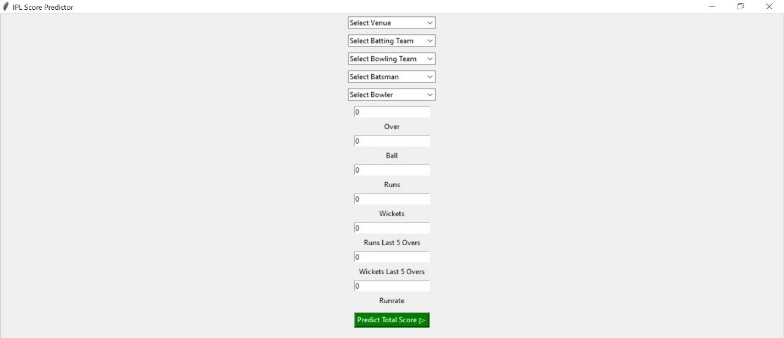 IPL Score Predictor
Select Venue
Select Batting Team
Select Bowling Team
Select Batsman
Select Bowler
0
Over
0
Ball
0
Runs
0
Wickets
0
Runs Last 5 Overs
0
Wickets Last 5 Overs
0
Runrate
Predict Total Score ▷